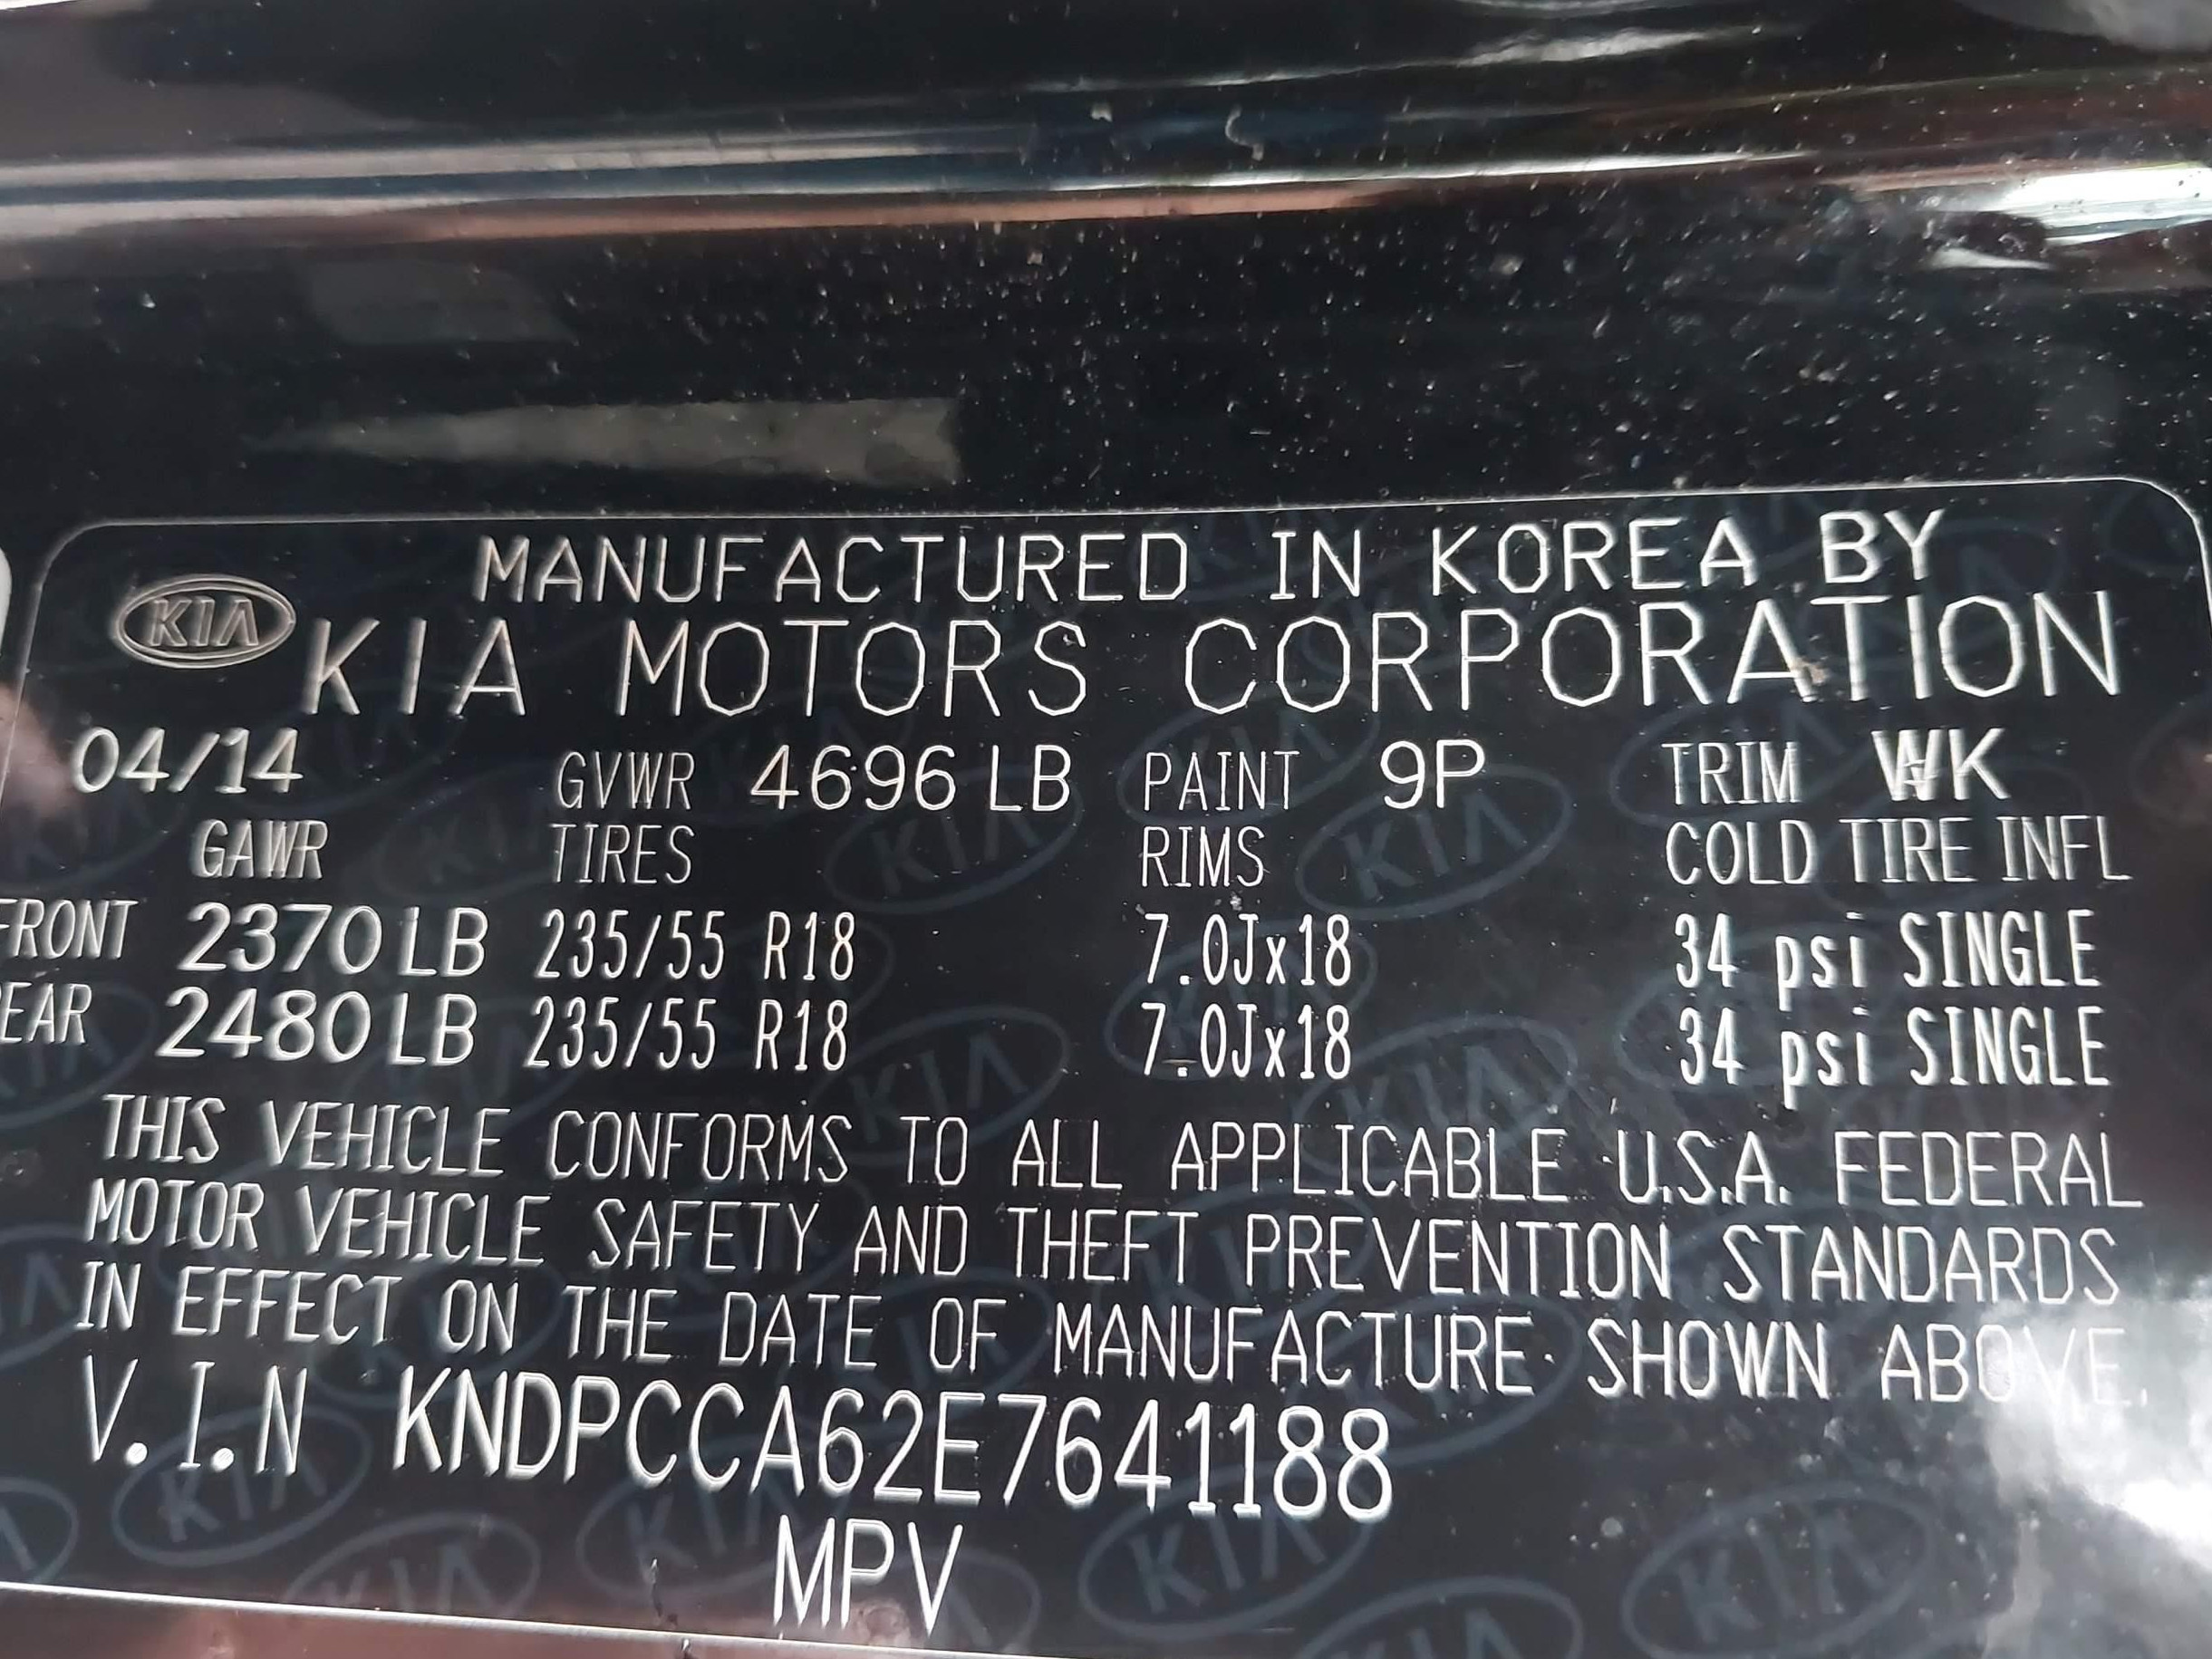 MANUFACTURED IN KOREA BY
KIA KIA MOTORS CORPORATION
04/14 GVWR 4696 LB PAINT 9P TRIM WK
GAWR TIRES RIMS COLD TIRE INFL
FRONT 2370 LB 235/55 R18 7.0Jx18 34 psi SINGLE
REAR 2480 LB 235/55 R18 7.0Jx18 34 psi SINGLE
THIS VEHICLE CONFORMS TO ALL APPLICABLE U.S.A. FEDERAL
MOTOR VEHICLE SAFETY AND THEFT PREVENTION STANDARDS
IN EFFECT ON THE DATE OF MANUFACTURE SHOWN ABOVE.
V.I.N KNDPCCA62E7641188
MPV